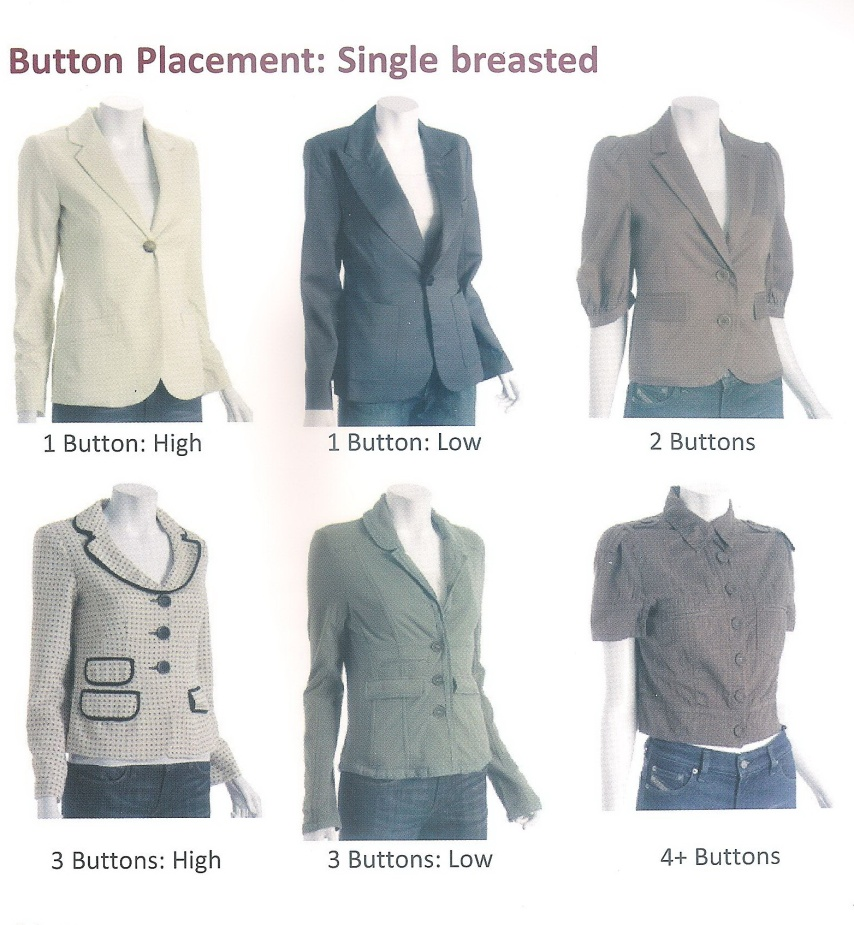 Button Placement: Single breasted
1 Button: High
1 Button: Low
2 Buttons
3 Buttons: High
3 Buttons: Low
4+ Buttons